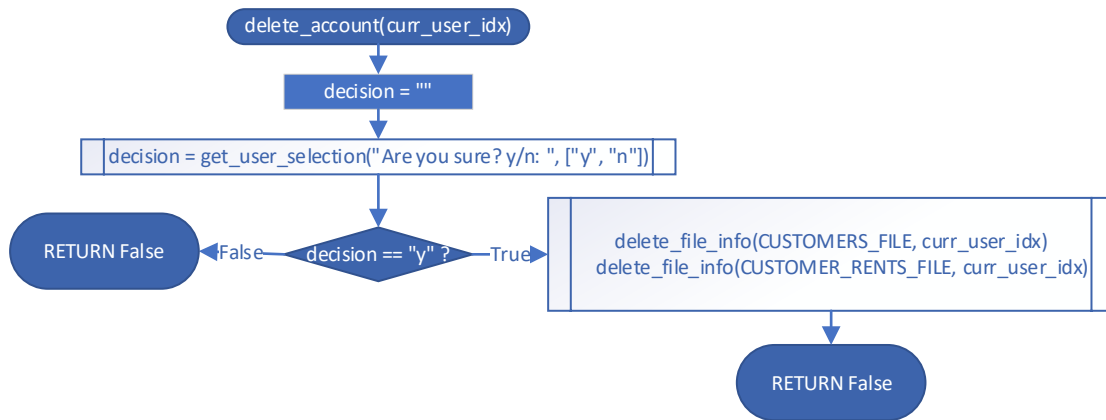 delete_account(curr_user_idx)
decision = ""
decision = get_user_selection("Are you sure? y/n: ", ["y", "n"])
RETURN False
False
decision == "y" ?
True
delete_file_info(CUSTOMERS_FILE, curr_user_idx)
delete_file_info(CUSTOMER_RENTS_FILE, curr_user_idx)
RETURN False